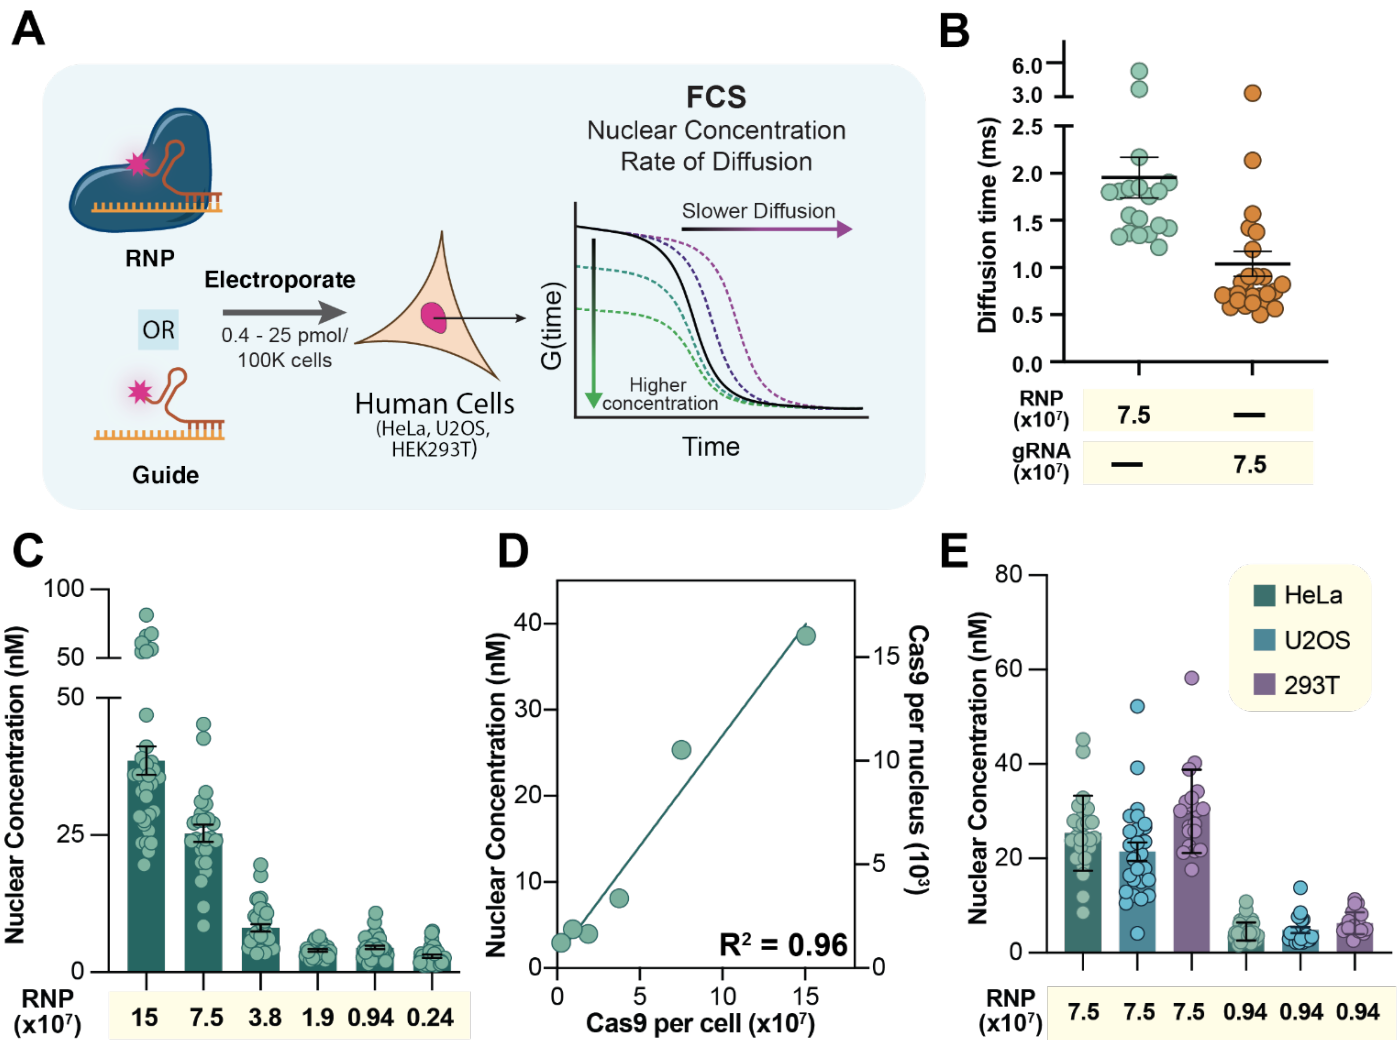 A
RNP
OR
Guide
Electroporate
0.4 - 25 pmol/
100K cells
Human Cells
(HeLa, U2OS,
HEK293T)
FCS
Nuclear Concentration
Rate of Diffusion
Slower Diffusion
G(time)
Higher
concentration
Time
B
Diffusion time (ms)
6.0
3.0
2.5
2.0
1.5
1.0
0.5
0.0
RNP
(x10⁷)
7.5 —
gRNA
(x10⁷)
— 7.5
C
Nuclear Concentration (nM)
100
50
50
25
0
RNP
(x10⁷)
15 7.5 3.8 1.9 0.94 0.24
D
Nuclear Concentration (nM)
40
30
20
10
0
Cas9 per nucleus (10³)
15
10
5
0
R² = 0.96
0 5 10 15
Cas9 per cell (x10⁷)
E
Nuclear Concentration (nM)
80
60
40
20
0
HeLa
U2OS
293T
RNP
(x10⁷)
7.5 7.5 7.5 0.94 0.94 0.94